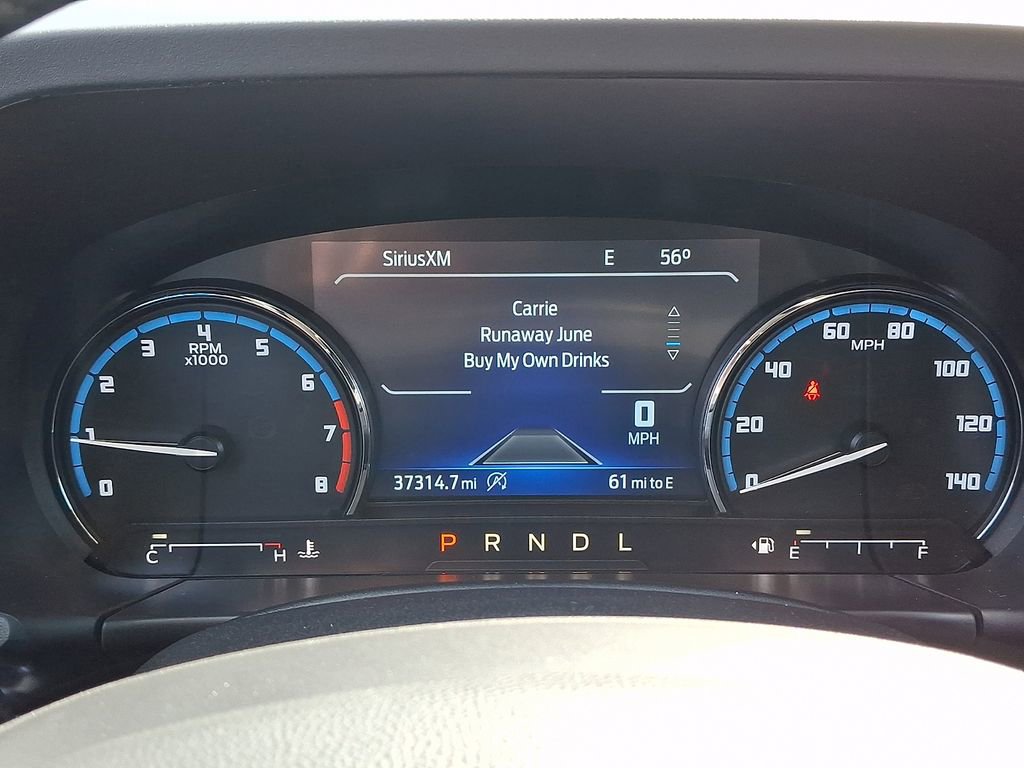 SiriusXM E 56º
Carrie
Runaway June
Buy My Own Drinks
0
MPH
37314.7 mi 61 mi to E
0 1 2 3 4 5 6 7 8
RPM
x1000
0 20 40 60 80 100 120 140
MPH
C H
P R N D L
E F